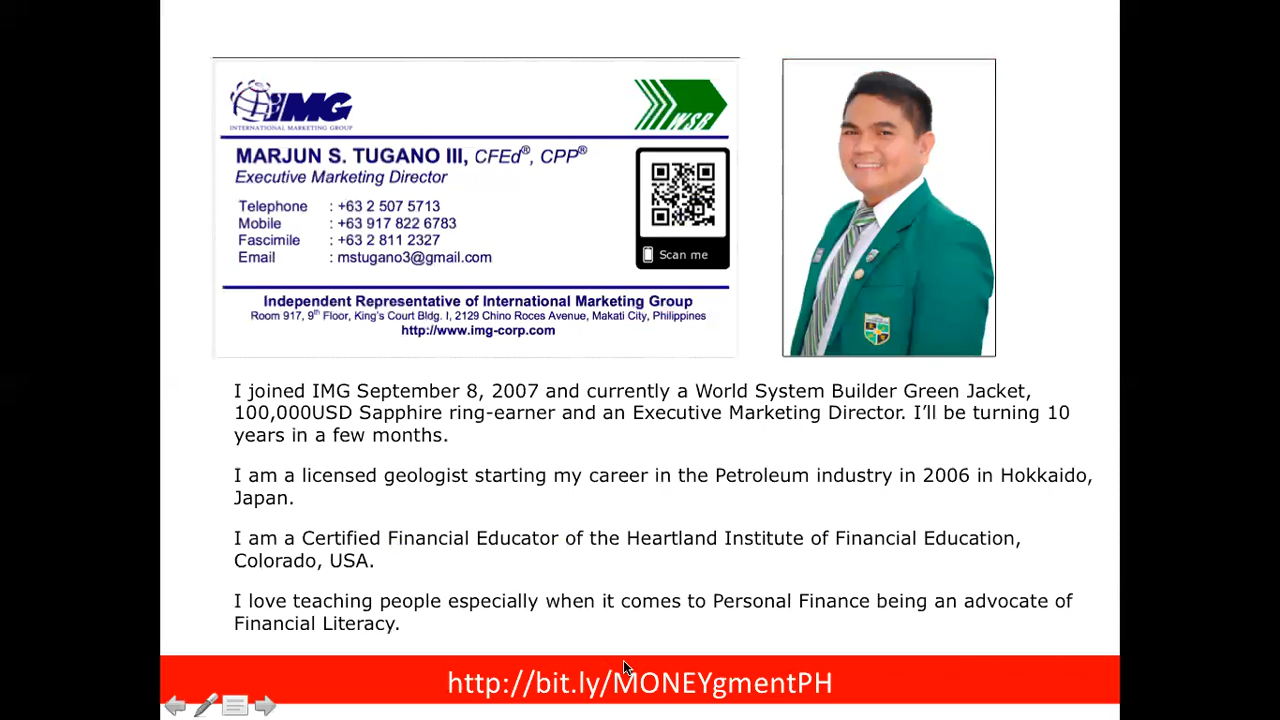 IMG
INTERNATIONAL MARKETING GROUP
WSR
MARJUN S. TUGANO III, CFEd®, CPP®
Executive Marketing Director
Telephone : +63 2 507 5713
Mobile : +63 917 822 6783
Fascimile : +63 2 811 2327
Email : mstugano3@gmail.com
Scan me
Independent Representative of International Marketing Group
Room 917, 9th Floor, King's Court Bldg. I, 2129 Chino Roces Avenue, Makati City, Philippines
http://www.img-corp.com
I joined IMG September 8, 2007 and currently a World System Builder Green Jacket,
100,000USD Sapphire ring-earner and an Executive Marketing Director. I'll be turning 10
years in a few months.
I am a licensed geologist starting my career in the Petroleum industry in 2006 in Hokkaido,
Japan.
I am a Certified Financial Educator of the Heartland Institute of Financial Education,
Colorado, USA.
I love teaching people especially when it comes to Personal Finance being an advocate of
Financial Literacy.
http://bit.ly/MONEYgmentPH